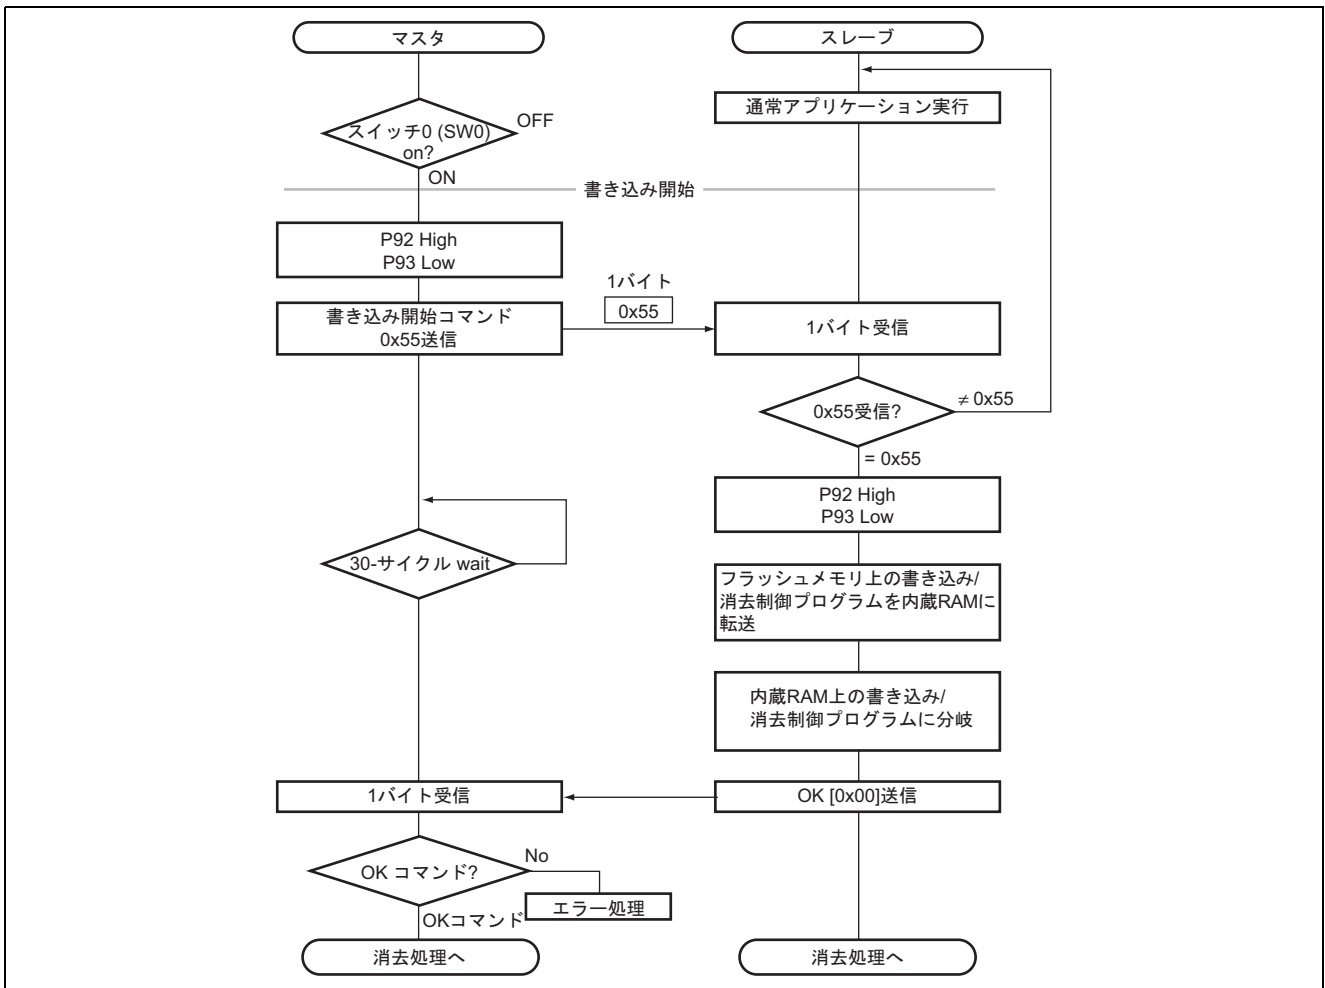 マスタ
スレーブ
通常アプリケーション実行
スイッチ0 (SW0)
on?
OFF
ON
書き込み開始
P92 High
P93 Low
1バイト
0x55
書き込み開始コマンド
0x55送信
1バイト受信
0x55受信?
≠ 0x55
= 0x55
P92 High
P93 Low
30-サイクル wait
フラッシュメモリ上の書き込み/
消去制御プログラムを内蔵RAMに
転送
内蔵RAM上の書き込み/
消去制御プログラムに分岐
1バイト受信
OK [0x00]送信
OK コマンド?
No
エラー処理
OKコマンド
消去処理へ
消去処理へ